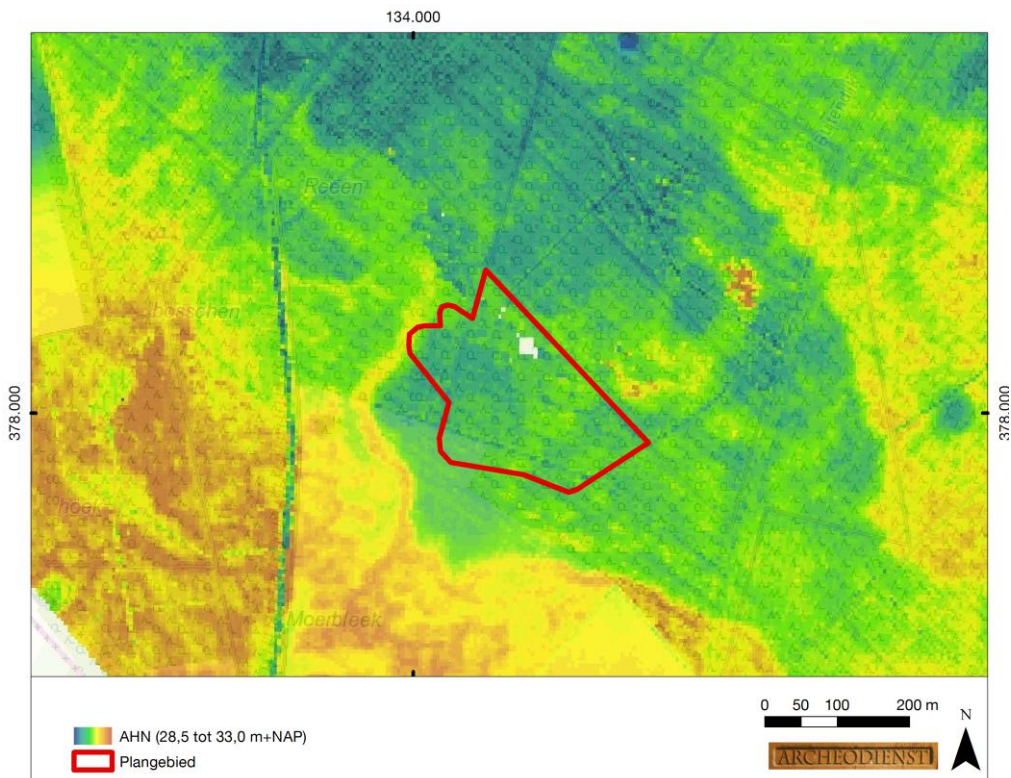 134.000
Reeën
bosschen
378.000
378.000
hoek
Moerbleek
0 50 100 200 m
N
AHN (28,5 tot 33,0 m+NAP)
Plangebied
ARCHEODIENST